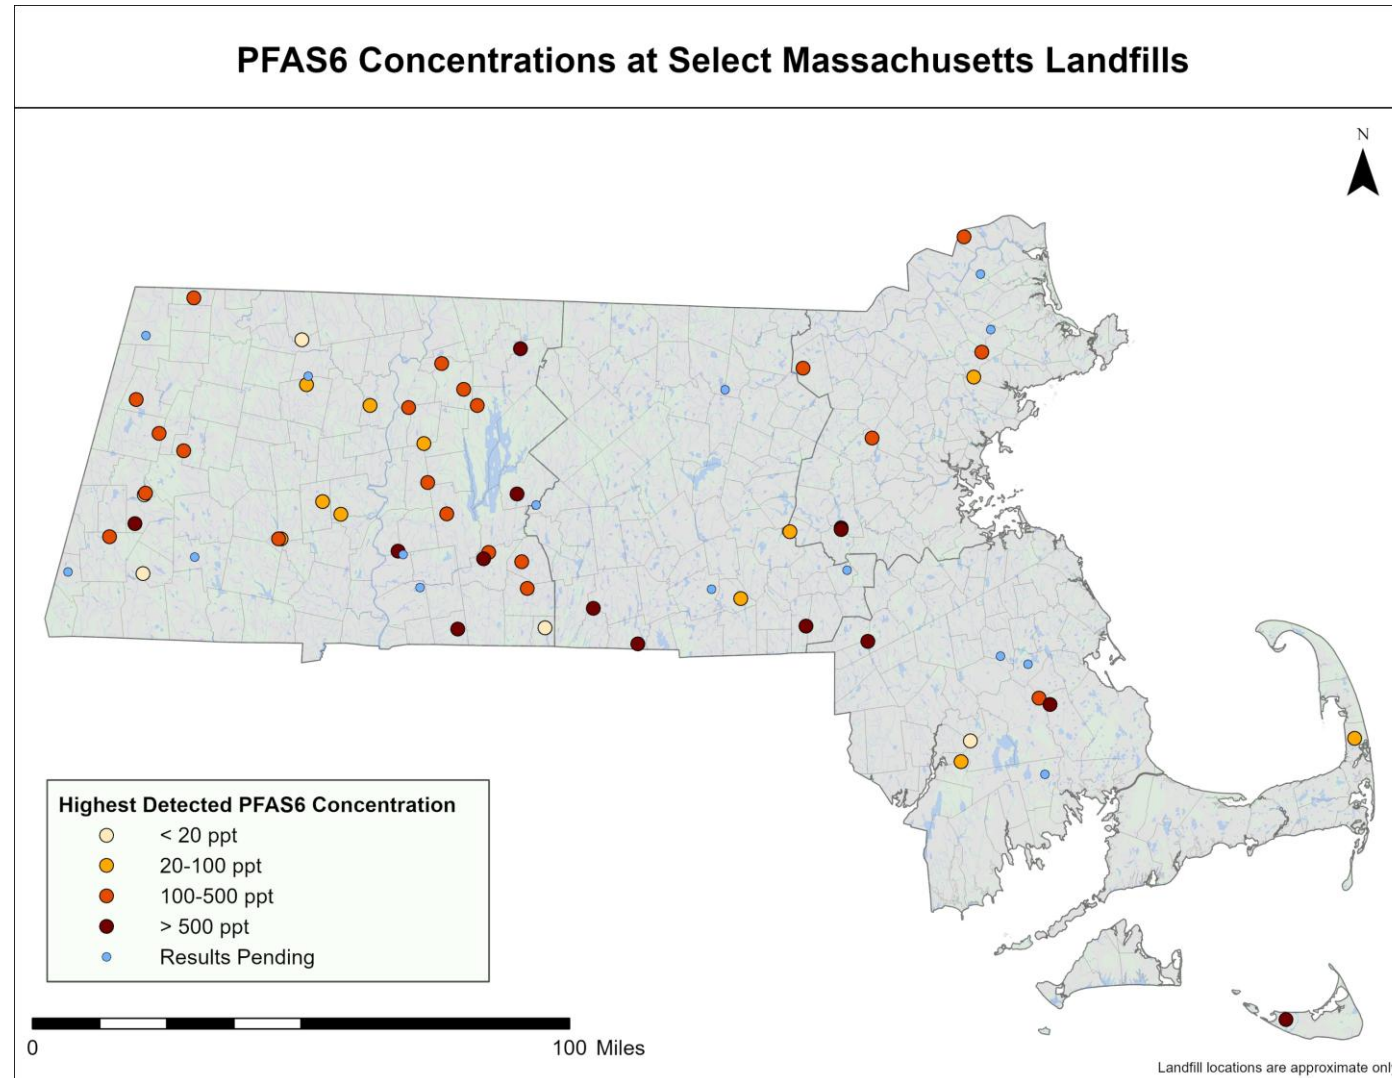 PFAS6 Concentrations at Select Massachusetts Landfills
N
Highest Detected PFAS6 Concentration
< 20 ppt
20-100 ppt
100-500 ppt
> 500 ppt
Results Pending
0 100 Miles
Landfill locations are approximate onl